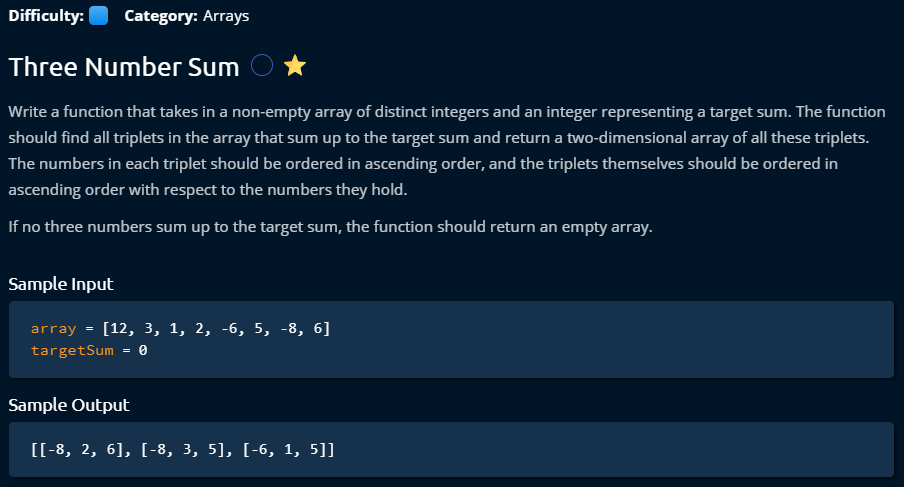 Difficulty: Category: Arrays
Three Number Sum
Write a function that takes in a non-empty array of distinct integers and an integer representing a target sum. The function
should find all triplets in the array that sum up to the target sum and return a two-dimensional array of all these triplets.
The numbers in each triplet should be ordered in ascending order, and the triplets themselves should be ordered in
ascending order with respect to the numbers they hold.
If no three numbers sum up to the target sum, the function should return an empty array.
Sample Input
array = [12, 3, 1, 2, -6, 5, -8, 6]
targetSum = 0
Sample Output
[[-8, 2, 6], [-8, 3, 5], [-6, 1, 5]]